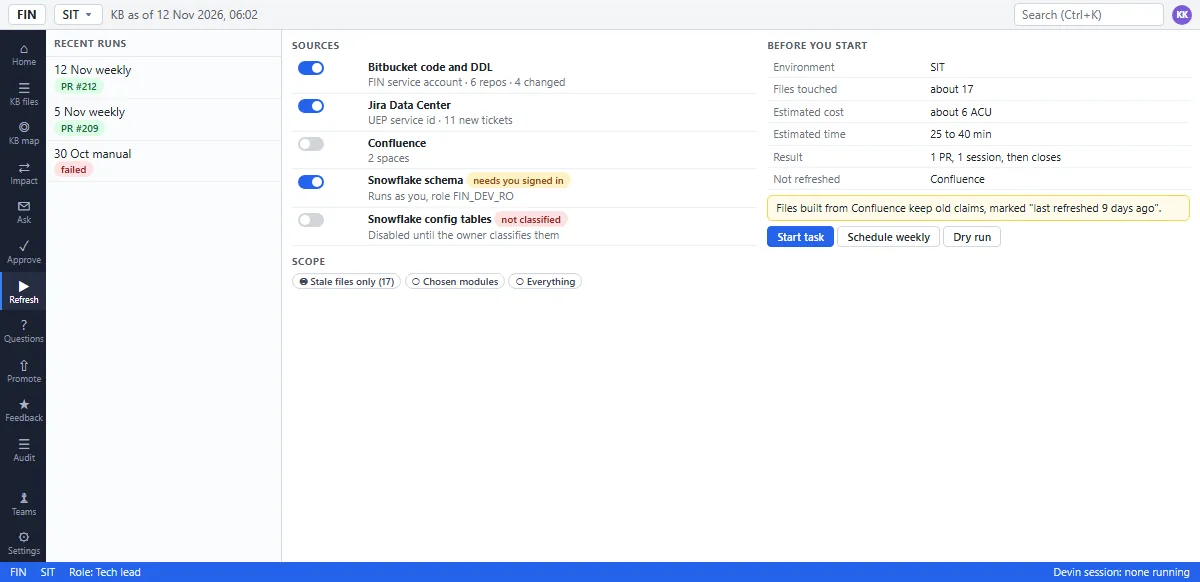 FIN SIT KB as of 12 Nov 2026, 06:02 Search (Ctrl+K) KK
Home
KB files
KB map
Impact
Ask
Approve
Refresh
Questions
Promote
Feedback
Audit
Teams
Settings
RECENT RUNS
12 Nov weekly
PR #212
5 Nov weekly
PR #209
30 Oct manual
failed
SOURCES
Bitbucket code and DDL
FIN service account · 6 repos · 4 changed
Jira Data Center
UEP service id · 11 new tickets
Confluence
2 spaces
Snowflake schema needs you signed in
Runs as you, role FIN_DEV_RO
Snowflake config tables not classified
Disabled until the owner classifies them
SCOPE
Stale files only (17) Chosen modules Everything
BEFORE YOU START
Environment SIT
Files touched about 17
Estimated cost about 6 ACU
Estimated time 25 to 40 min
Result 1 PR, 1 session, then closes
Not refreshed Confluence
Files built from Confluence keep old claims, marked "last refreshed 9 days ago".
Start task Schedule weekly Dry run
FIN SIT Role: Tech lead Devin session: none running